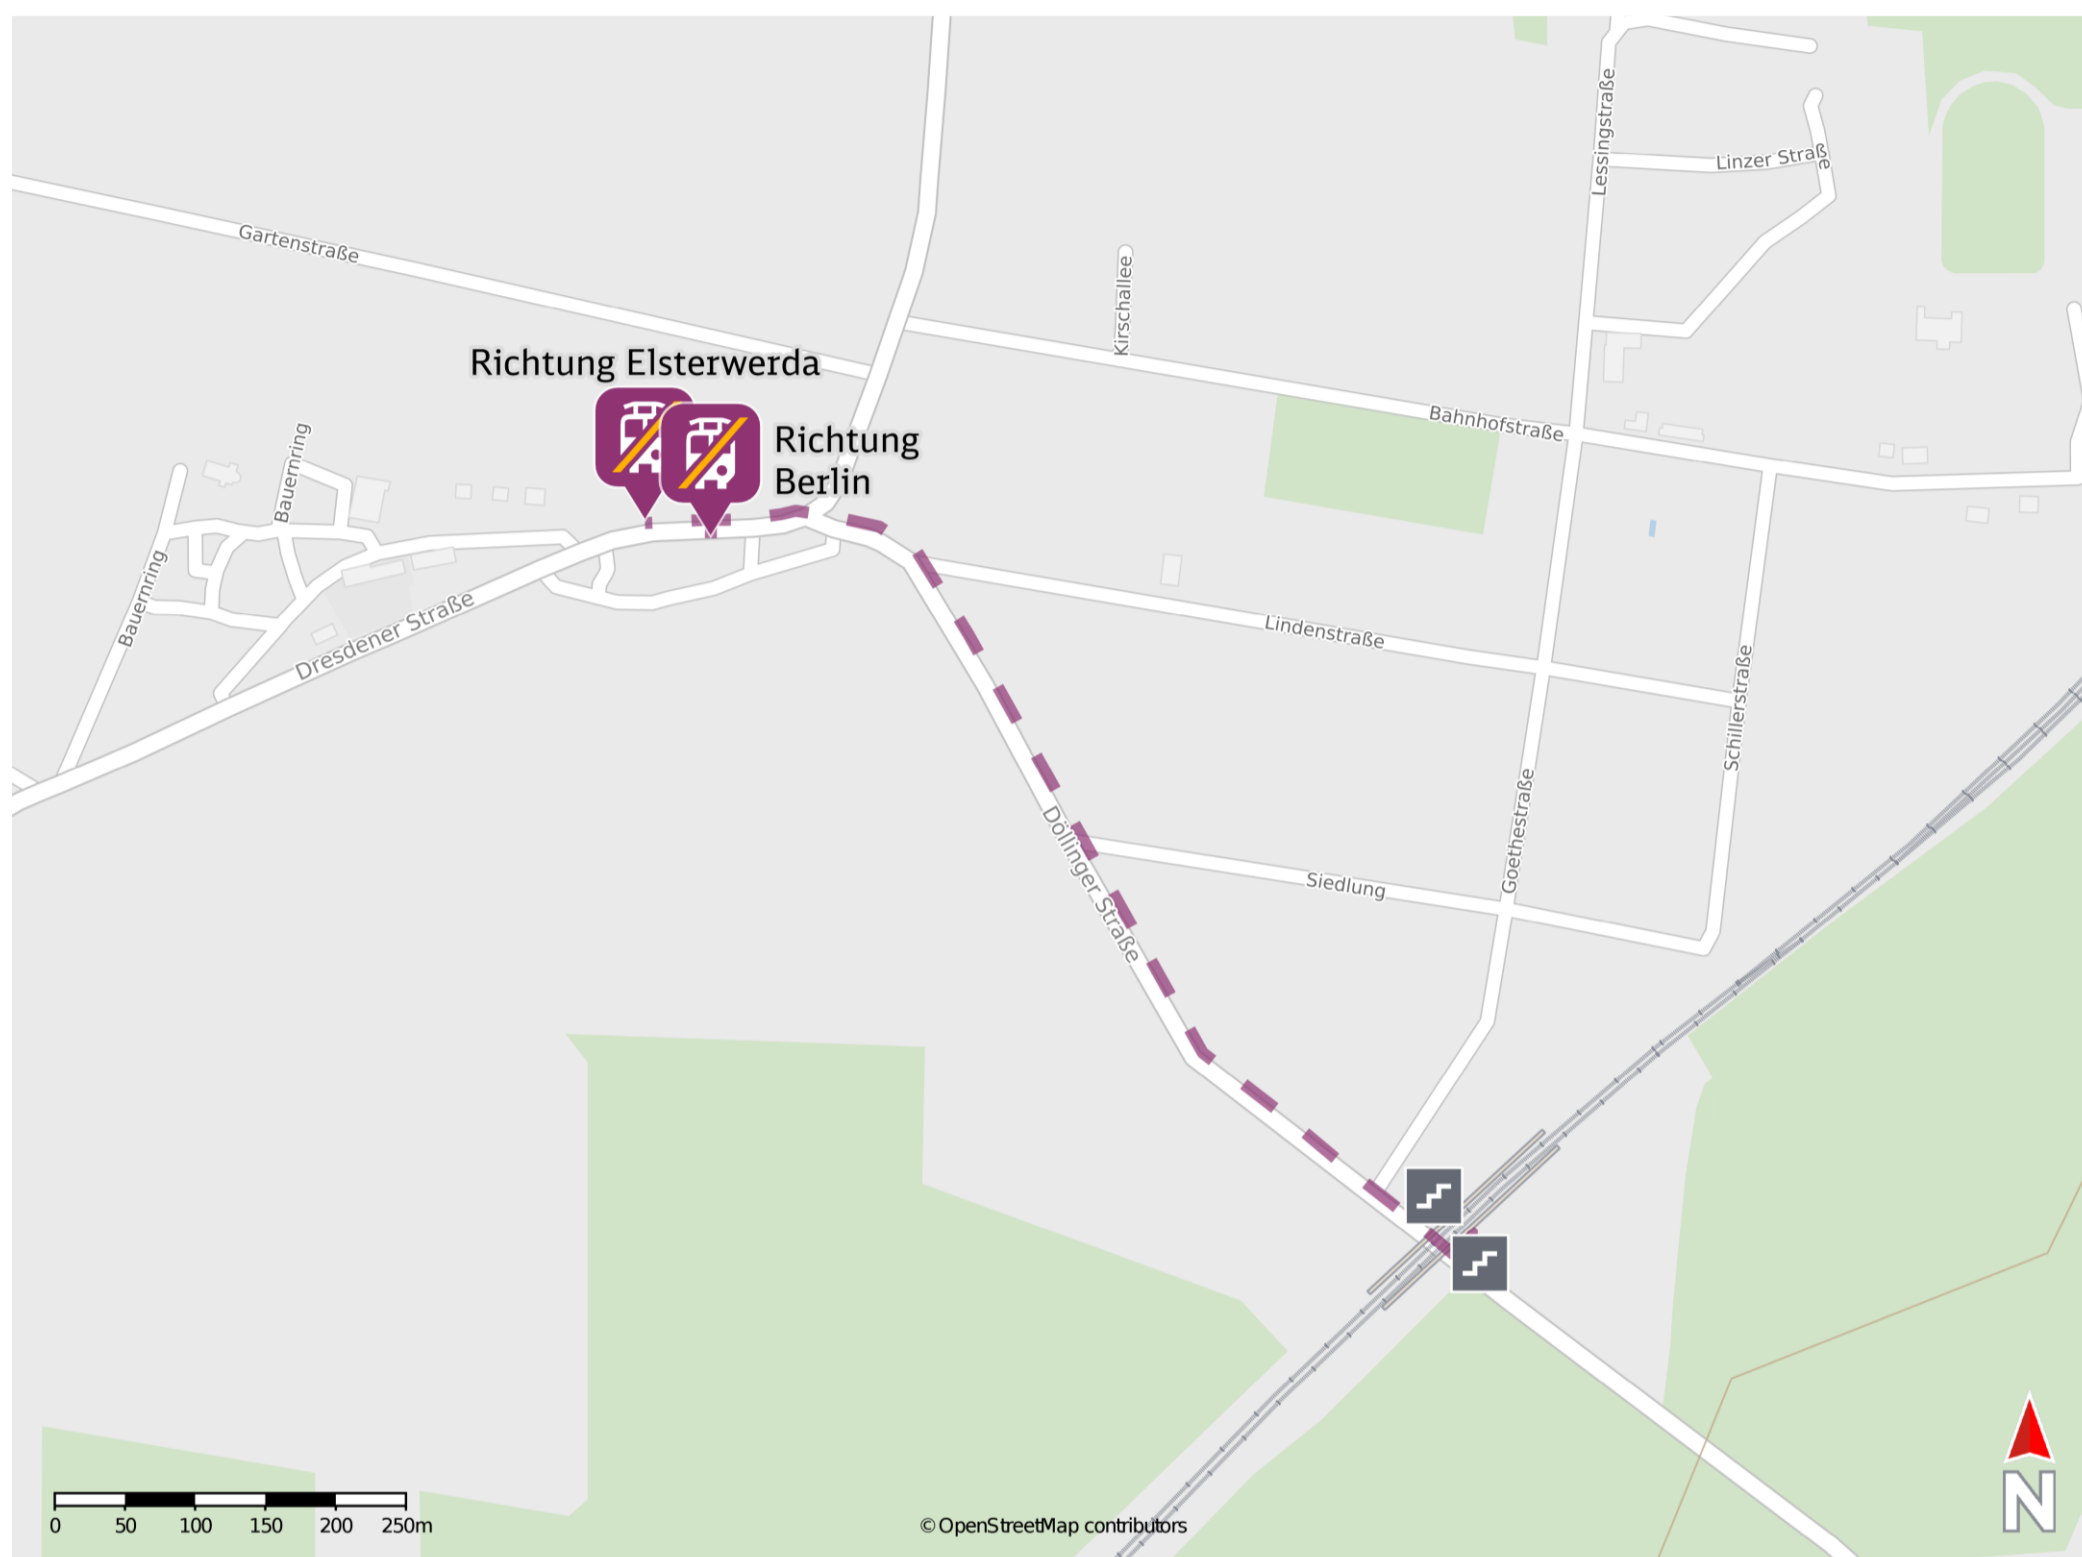 Lessingstraße
Linzer Straße
Gartenstraße
Kirschallee
Richtung Elsterwerda
Bahnhofstraße
Richtung
Berlin
Bauernring
Bauernring
Dresdener Straße
Lindenstraße
Schillerstraße
Goethestraße
Döllinger Straße
Siedlung
N
0 50 100 150 200 250m
© OpenStreetMap contributors